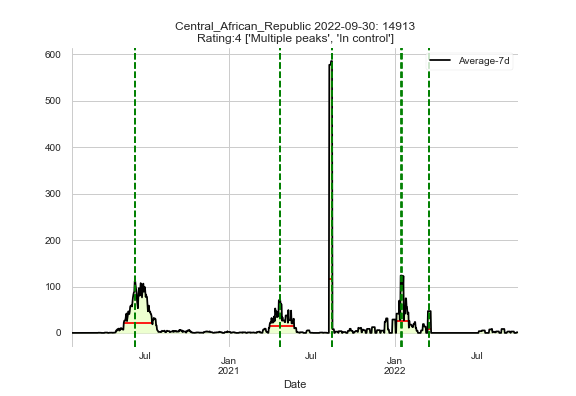 Central_African_Republic 2022-09-30: 14913
Rating:4 ['Multiple peaks', 'In control']
Average-7d
600
500
400
300
200
100
0
Jul
Jan
2021
Jul
Jan
2022
Jul
Date